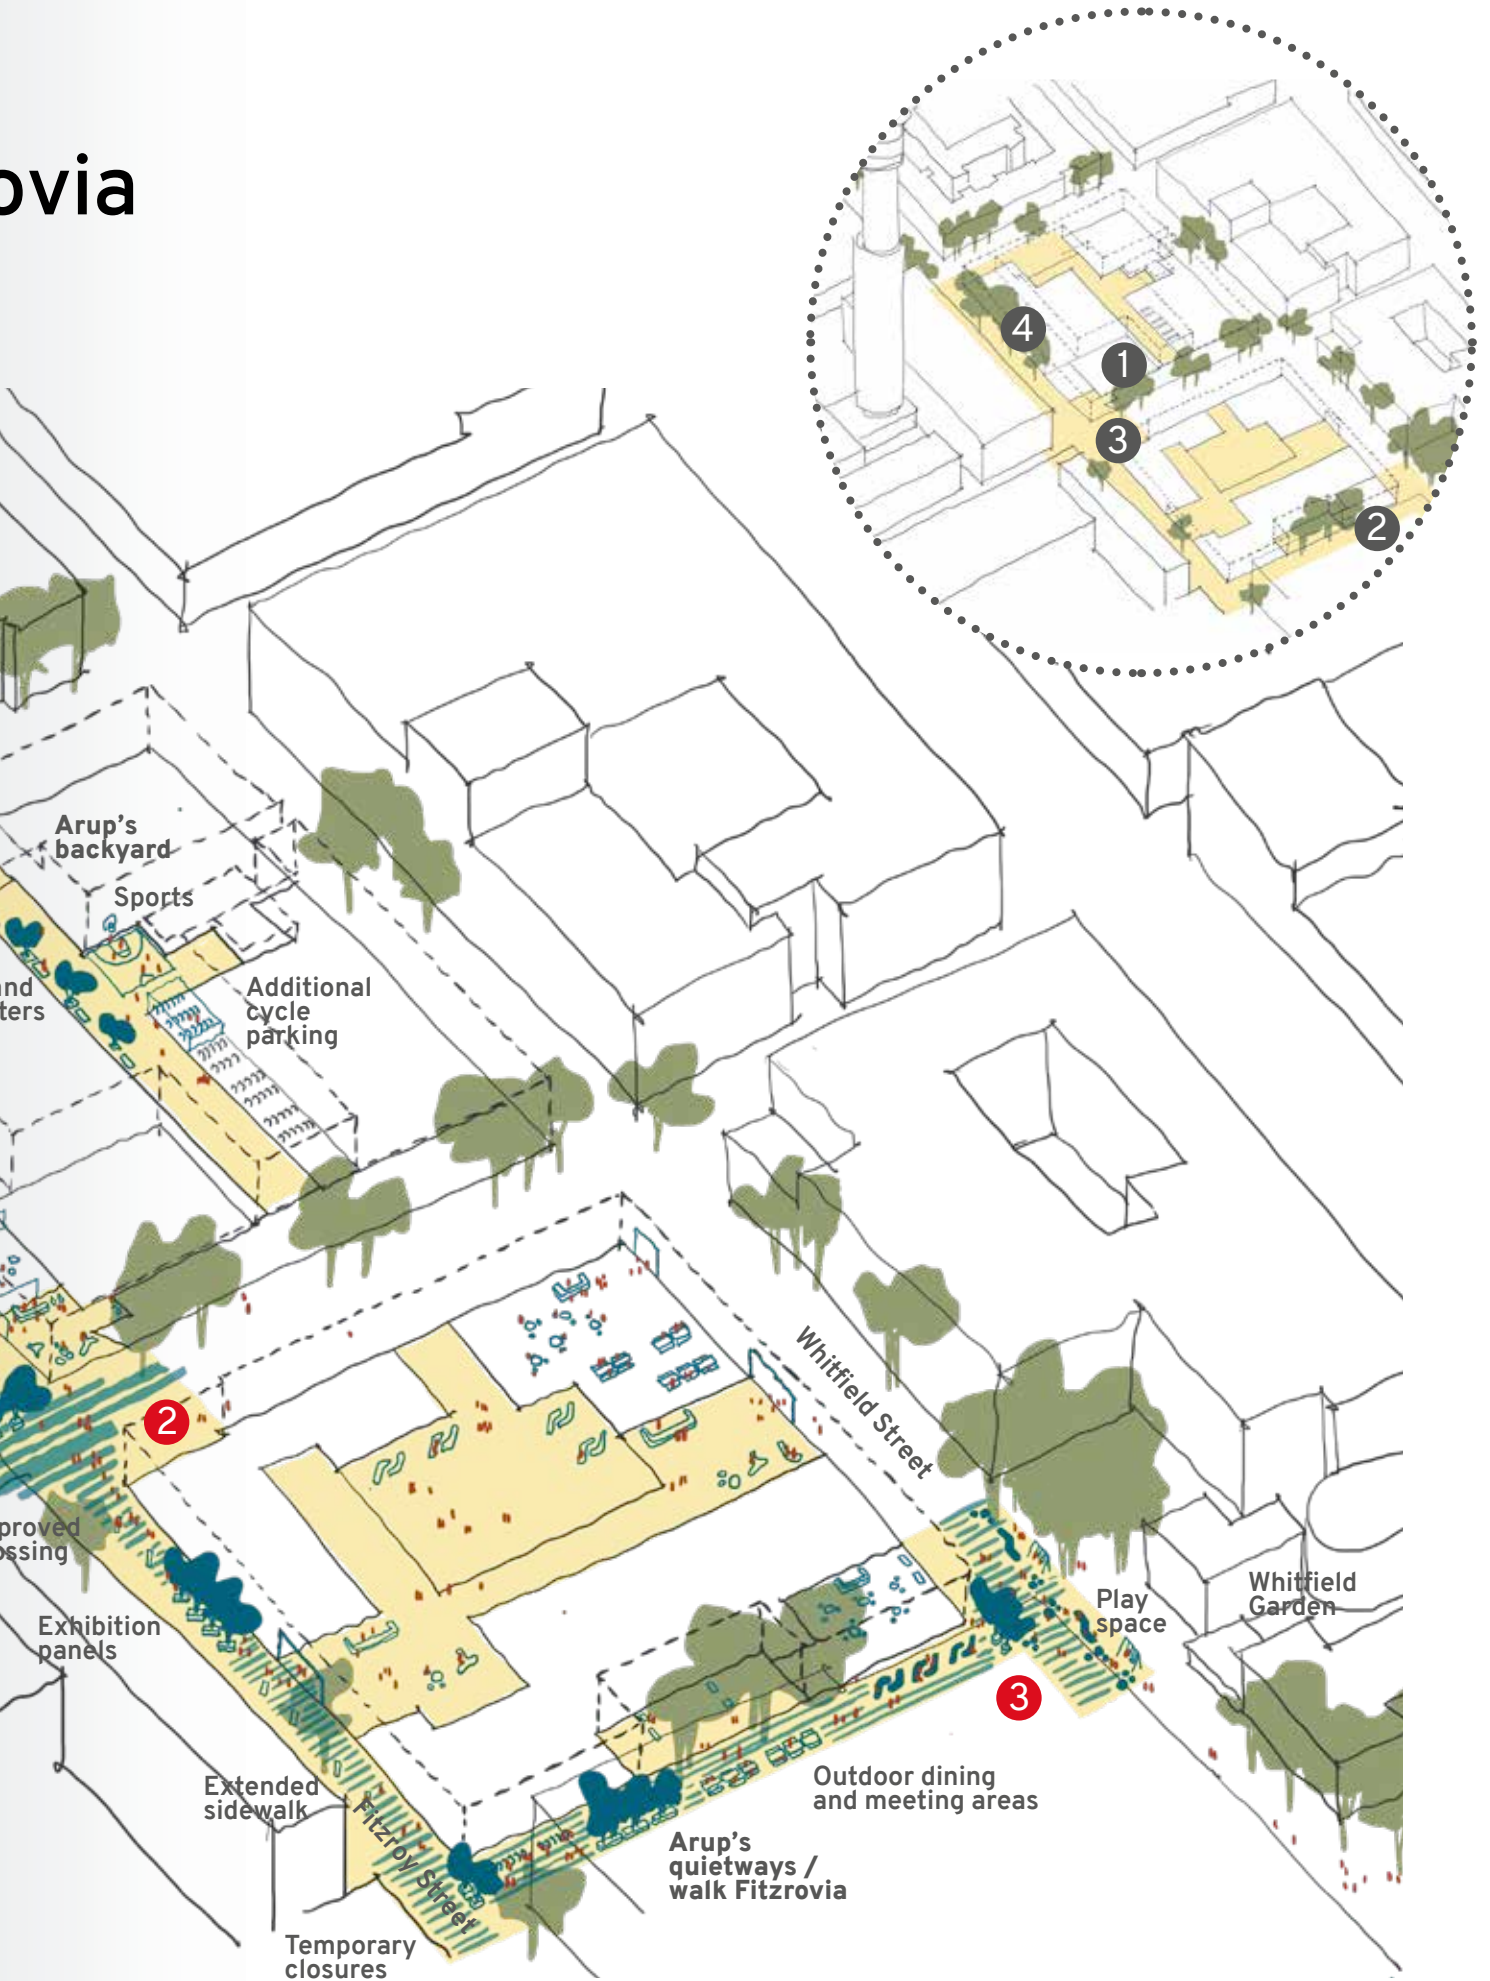 ovia
4
1
3
2
Arup's
backyard
Sports
and
ters
Additional
cycle
parking
2
Whitfield Street
proved
ossing
Exhibition
panels
Play
space
Whitfield
Garden
3
Extended
sidewalk
Fitzroy Street
Outdoor dining
and meeting areas
Arup's
quietways /
walk Fitzrovia
Temporary
closures